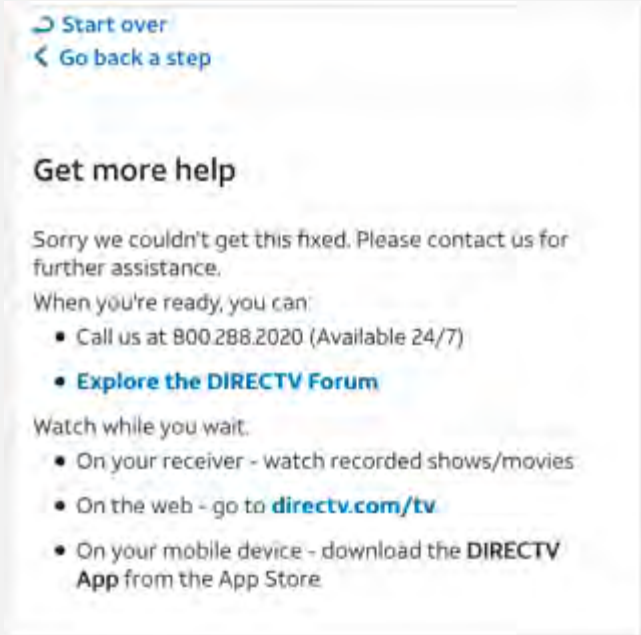 Start over
Go back a step
Get more help
Sorry we couldn't get this fixed. Please contact us for
further assistance.
When you're ready, you can:
• Call us at 800.288.2020 (Available 24/7)
• Explore the DIRECTV Forum
Watch while you wait.
• On your receiver - watch recorded shows/movies
• On the web - go to directv.com/tv
• On your mobile device - download the DIRECTV
App from the App Store